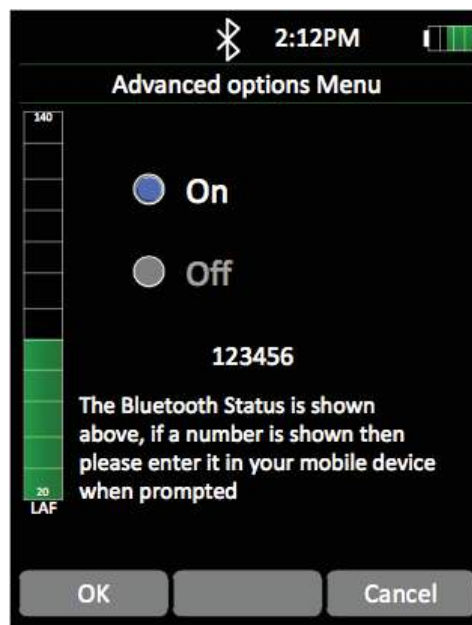 2:12PM
Advanced options Menu
140
On
Off
123456
The Bluetooth Status is shown
above, if a number is shown then
please enter it in your mobile device
when prompted
20
LAF
OK
Cancel